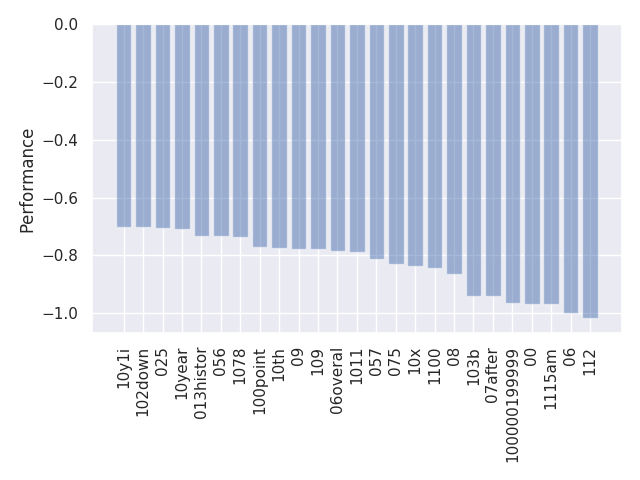 0.0
−0.2
−0.4
−0.6
−0.8
−1.0
Performance
10y1i
102down
025
10year
013histor
056
1078
100point
10th
09
109
06overal
1011
057
075
10x
1100
08
103b
07after
100000199999
00
1115am
06
112